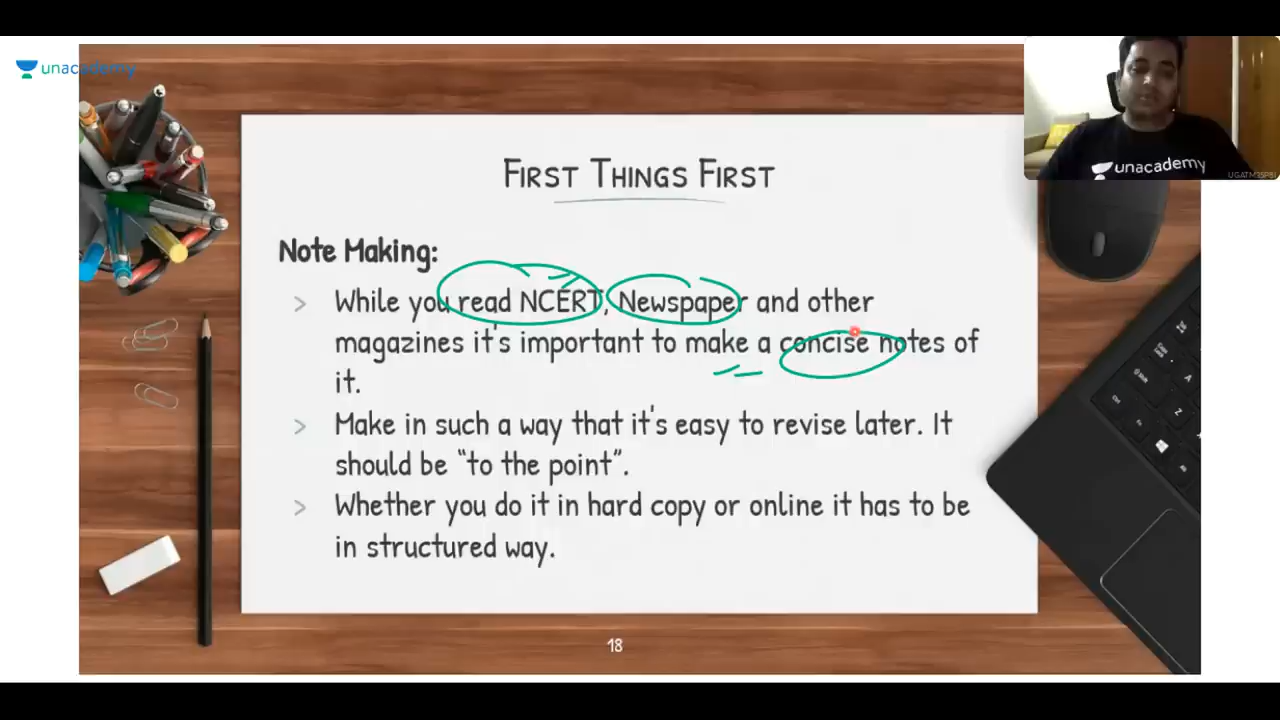 unacademy
unacademy
UGATM3SP8J
First Things First
Note Making:
> While you read NCERT, Newspaper and other
magazines it's important to make a concise notes of
it.
> Make in such a way that it's easy to revise later. It
should be “to the point”.
> Whether you do it in hard copy or online it has to be
in structured way.
18